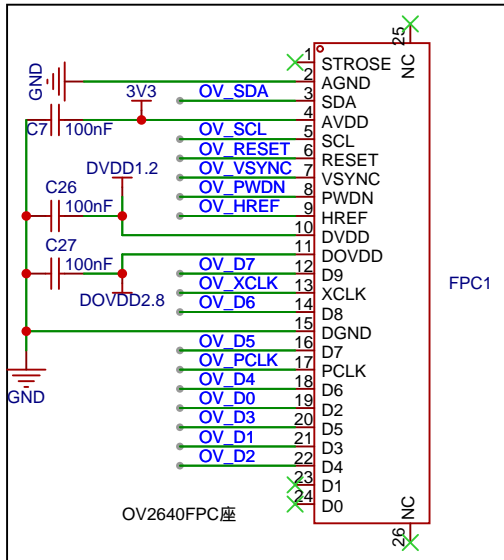 25
NC
1 STROSE
GND 2 AGND
OV_SDA 3 SDA
3V3 4 AVDD
C7 100nF
OV_SCL 5 SCL
OV_RESET 6 RESET
OV_VSYNC 7 VSYNC
DVDD1.2
OV_PWDN 8 PWDN
OV_HREF 9 HREF
C26 100nF
10 DVDD
11 DOVDD
C27 100nF
OV_D7 12 D9
FPC1
OV_XCLK 13 XCLK
DOVDD2.8
OV_D6 14 D8
15 DGND
OV_D5 16 D7
OV_PCLK 17 PCLK
OV_D4 18 D6
GND
OV_D0 19 D2
OV_D3 20 D5
OV_D1 21 D3
OV_D2 22 D4
23 D1
24 D0
OV2640FPC座
NC
26